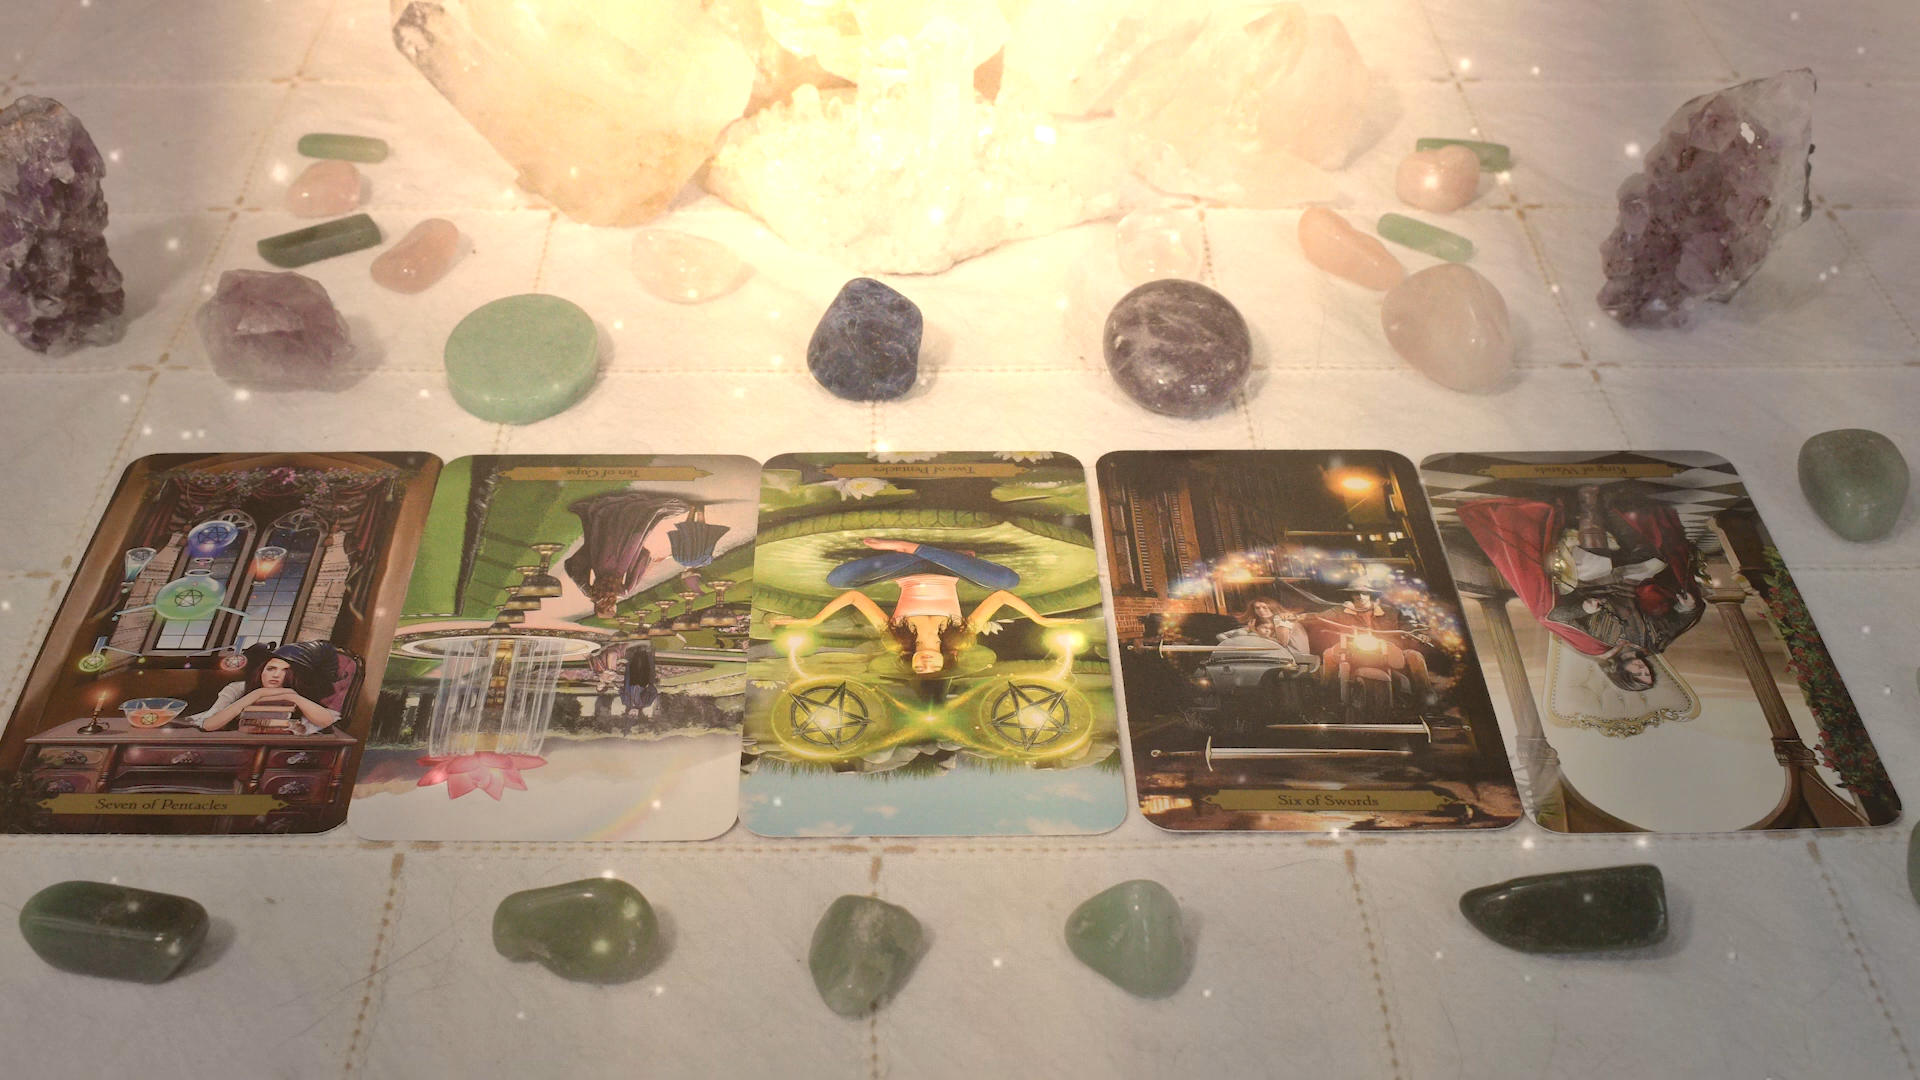 Seven of Pentacles
Ten of Cups
Two of Pentacles
Six of Swords
King of Wands